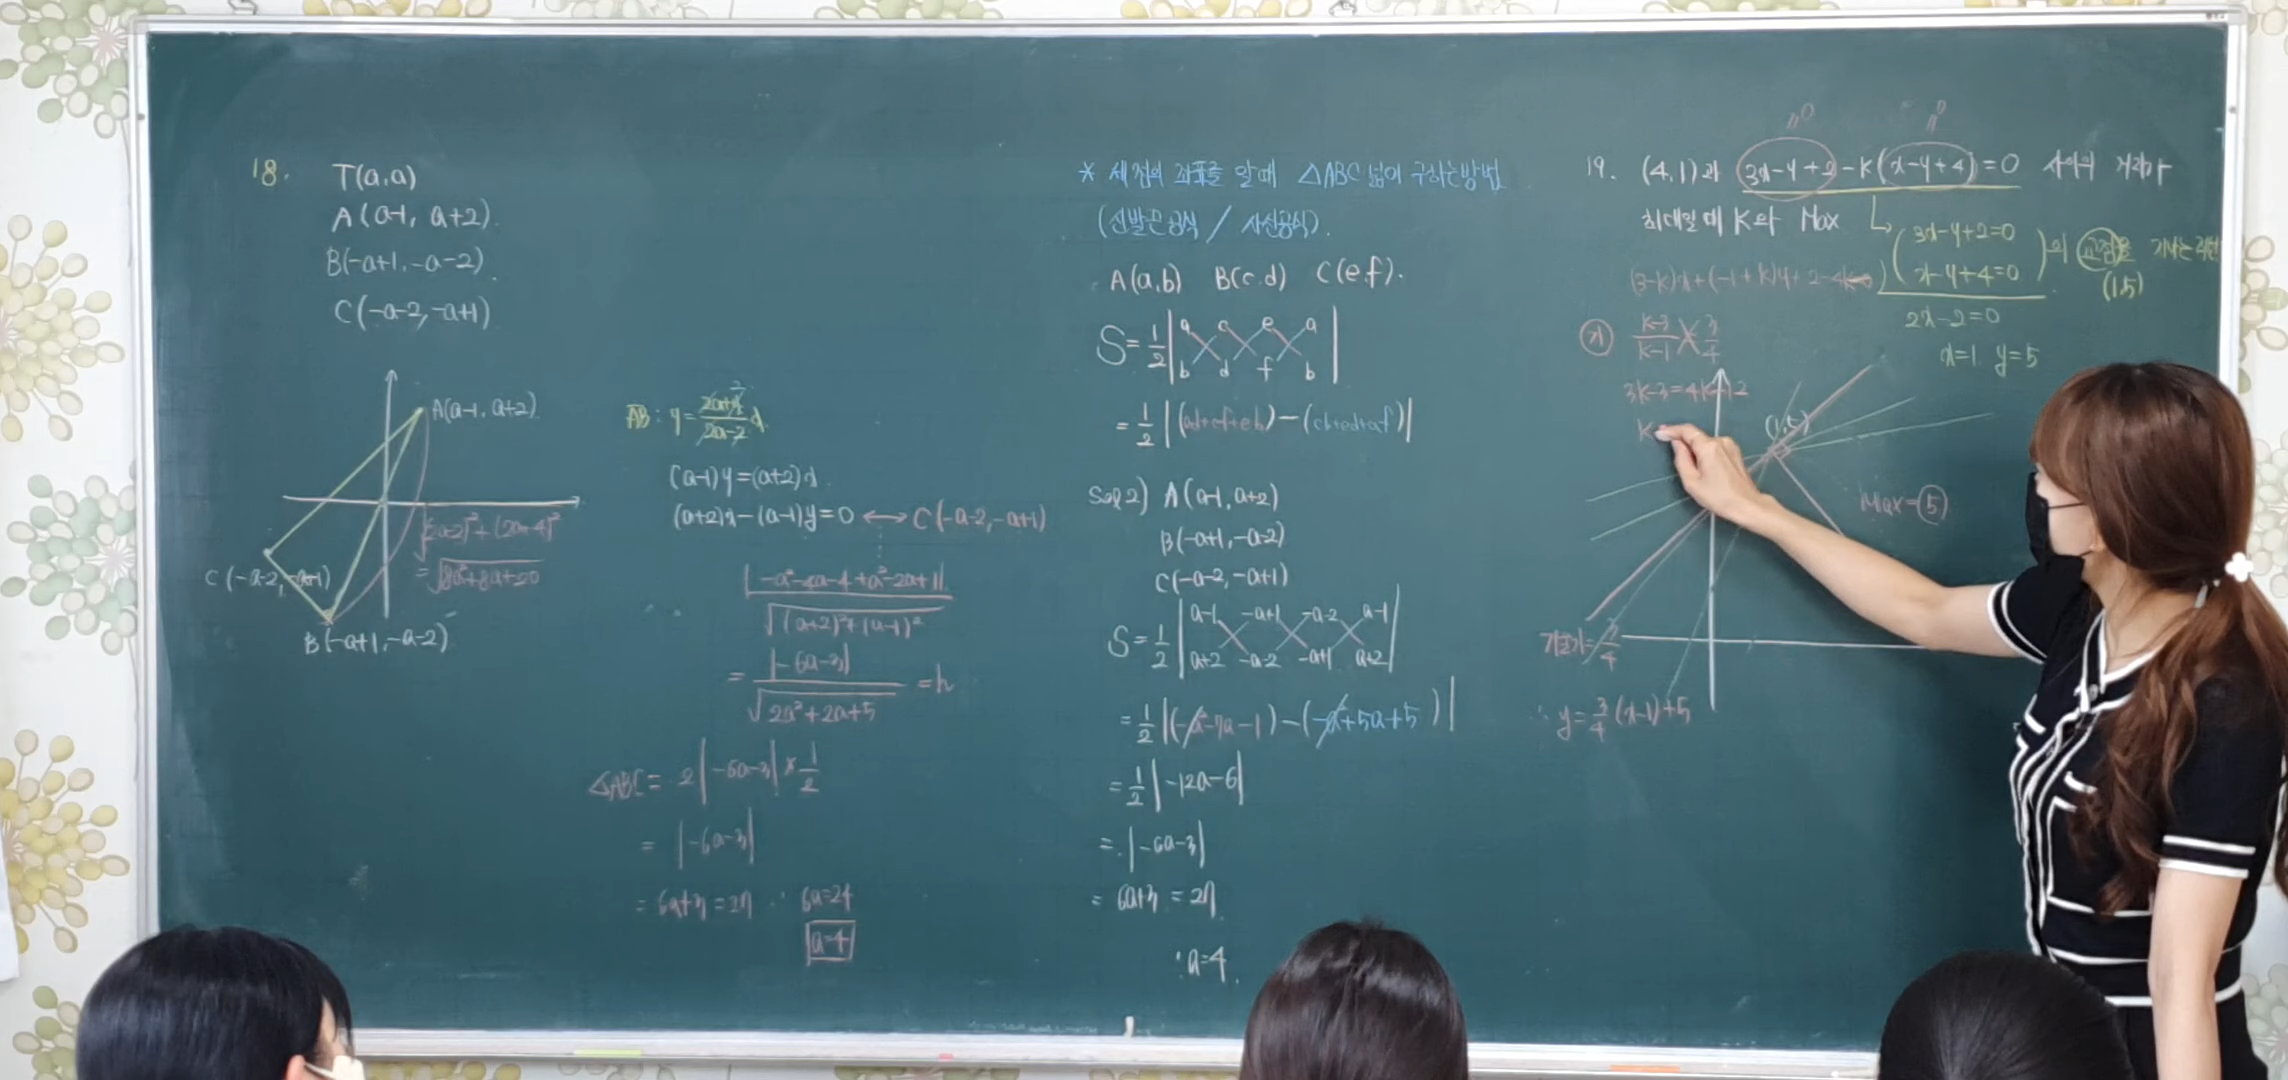 18. T(a,a)
A(a-1, a+2).
B(-a+1, -a-2).
C(-a-2, -a+1)
A(a-1, a+2)
C(-a-2, -a+1)
B(-a+1, -a-2)
= √8a²+8a+20
AB : y = 2a+4/2a-2 x.
(a-1)y=(a+2)x.
(a+2)x-(a-1)y=0 ↔ C(-a-2, -a+1)
|-a²-4a-4+a²-2a+1|
√(a+2)²+(a-1)²
= |-6a-3| / √2a²+2a+5 = h
△ABC = 2|-6a-3| × 1/2
= |-6a-3|
= 6a+3=27 ∴ 6a=24
a=4
* 세점의 좌표를 알때 △ABC 넓이 구하는방법
(신발끈공식 / 사선공식).
A(a,b) B(c,d) C(e,f).
S= 1/2 | a c e a
b d f b |
= 1/2 |(ad+cf+eb)-(cb+ed+af)|
Sol 2) A(a-1, a+2)
B(-a+1, -a-2)
C(-a-2, -a+1)
S= 1/2 | a-1 -a+1 -a-2 a-1
a+2 -a-2 -a+1 a+2 |
= 1/2 |(-a²-7a-1)-(-a²+5a+5)|
= 1/2 |-12a-6|
= |-6a-3|
= 6a+3 = 27
∴ a=4.
19. (4,1)과 3x-y+2-k(x-y+4)=0 사이의 거리가
최대일때 K와 Max
(3x-y+2=0
x-y+4=0)의 교점을 지나는
(1,5)
2x-2=0
x=1, y=5
(3-k)x+(-1+k)y+2-4k=0
k-3/k-1 3/4
3k-3=4k-12
K=
(1,5)
Max=5
기울기= 3/4
∴ y= 3/4 (x-1)+5